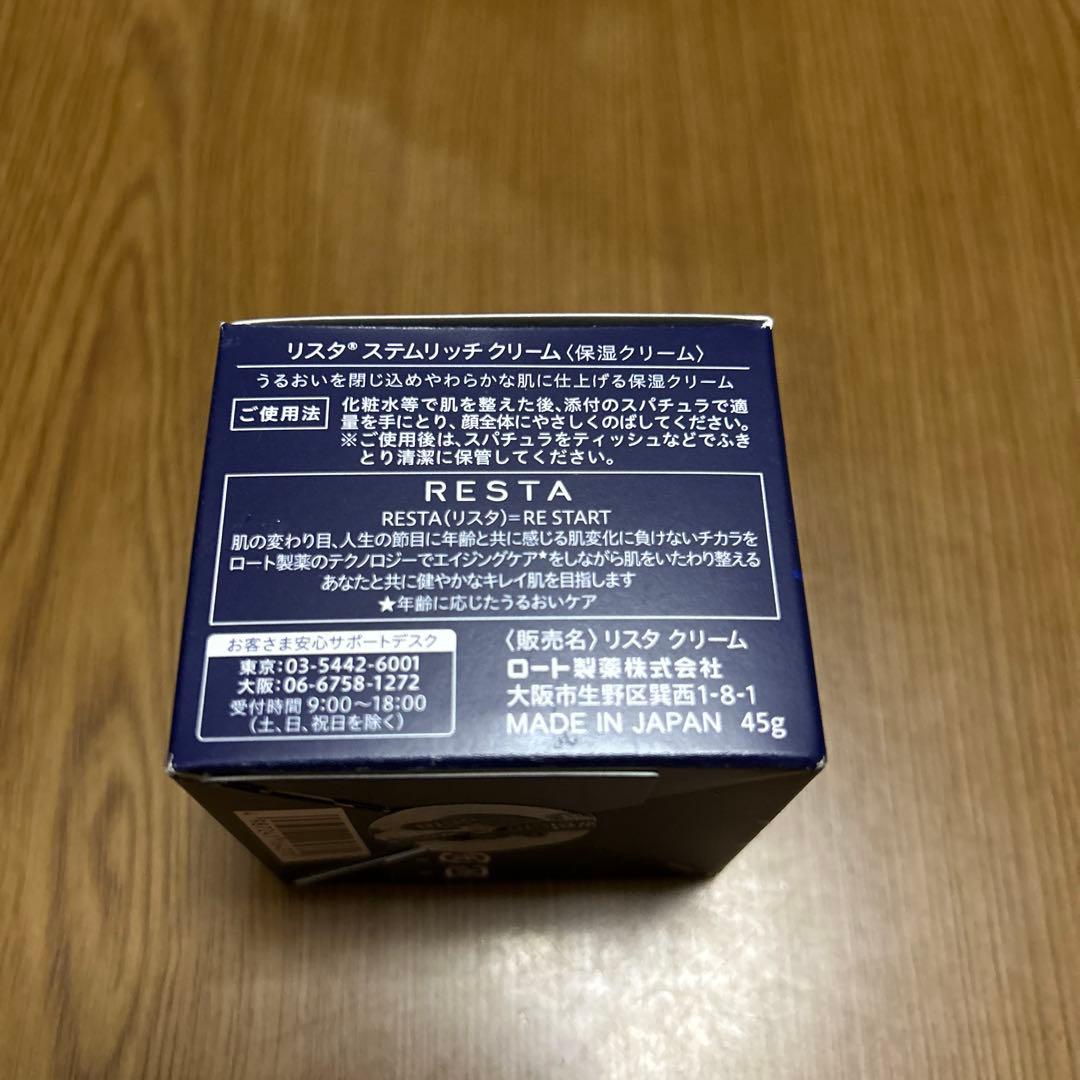 リスタ® ステムリッチ クリーム〈保湿クリーム〉
うるおいを閉じ込めやわらかな肌に仕上げる保湿クリーム
ご使用法
化粧水等で肌を整えた後、添付のスパチュラで適
量を手にとり、顔全体にやさしくのばしてください。
※ご使用後は、スパチュラをティッシュなどでふき
とり清潔に保管してください。
RESTA
RESTA(リスタ)=RE START
肌の変わり目、人生の節目に年齢と共に感じる肌変化に負けないチカラを
ロート製薬のテクノロジーでエイジングケア★をしながら肌をいたわり整える
あなたと共に健やかなキレイ肌を目指します
★年齢に応じたうるおいケア
お客さま安心サポートデスク
東京:03-5442-6001
大阪:06-6758-1272
受付時間 9:00~18:00
(土、日、祝日を除く)
〈販売名〉リスタ クリーム
ロート製薬株式会社
大阪市生野区巽西1-8-1
MADE IN JAPAN 45g